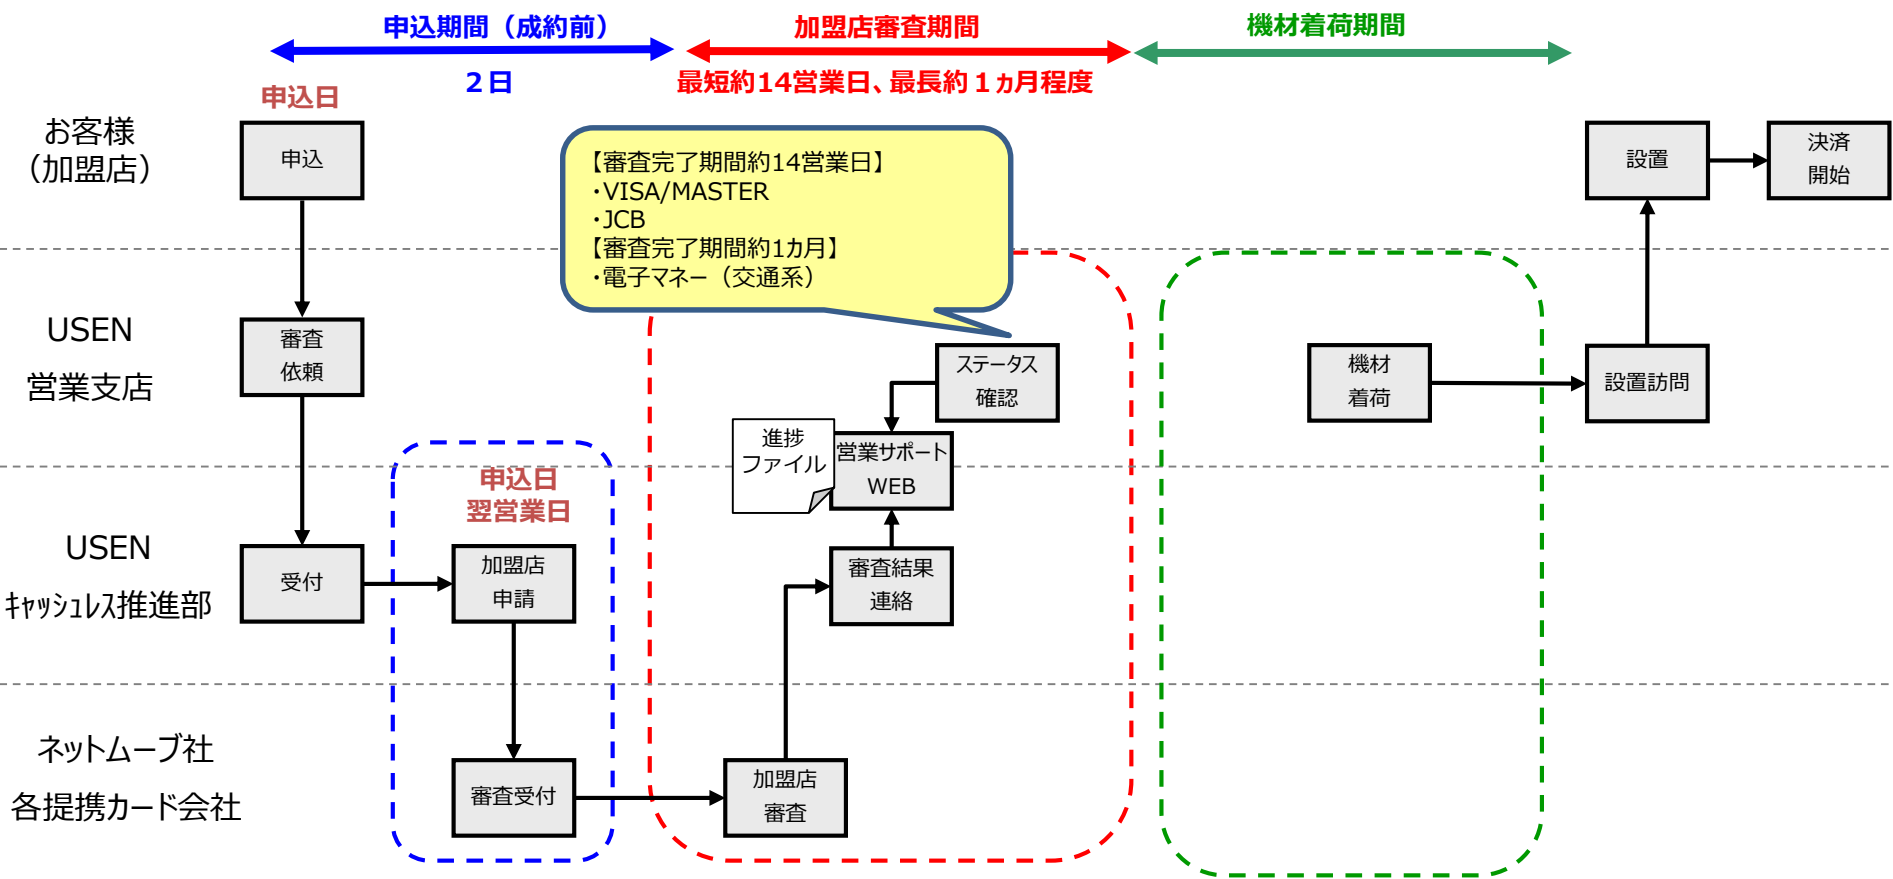 申込期間（成約前）
加盟店審査期間
機材着荷期間
２日
最短約14営業日、最長約１ヵ月程度
申込日
お客様
（加盟店）
申込
【審査完了期間約14営業日】
・VISA/MASTER
・JCB
【審査完了期間約1カ月】
・電子マネー（交通系）
設置
決済
開始
USEN
営業支店
審査
依頼
ステータス
確認
機材
着荷
設置訪問
進捗
ファイル
営業サポート
WEB
申込日
翌営業日
USEN
キャッシュレス推進部
受付
加盟店
申請
審査結果
連絡
ネットムーブ社
各提携カード会社
審査受付
加盟店
審査